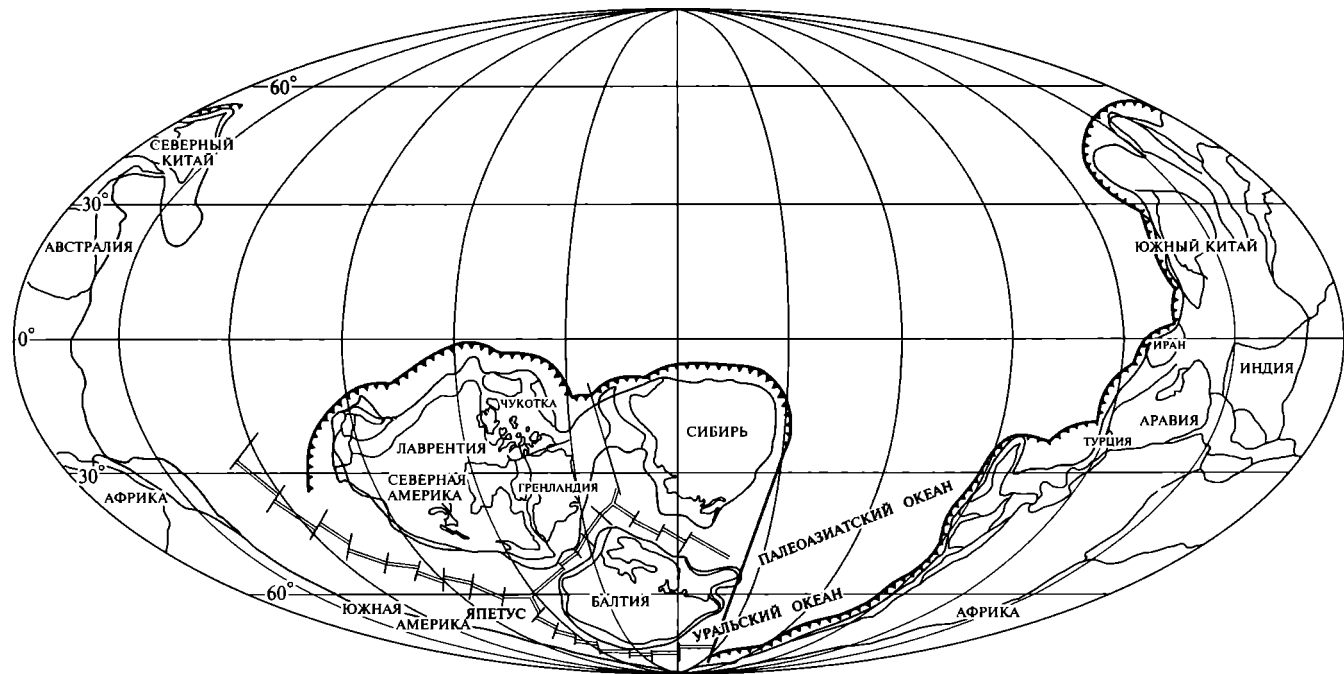 60°
СЕВЕРНЫЙ
КИТАЙ
30°
АВСТРАЛИЯ
ЮЖНЫЙ КИТАЙ
0°
ИРАН
ИНДИЯ
ЧУКОТКА
АРАВИЯ
СИБИРЬ
ТУРЦИЯ
ЛАВРЕНТИЯ
30°
СЕВЕРНАЯ
АМЕРИКА
ГРЕНЛАНДИЯ
АФРИКА
ПАЛЕОАЗИАТСКИЙ ОКЕАН
60°
БАЛТИЯ
ЮЖНАЯ
АМЕРИКА
ЯПЕТУС
УРАЛЬСКИЙ ОКЕАН
АФРИКА